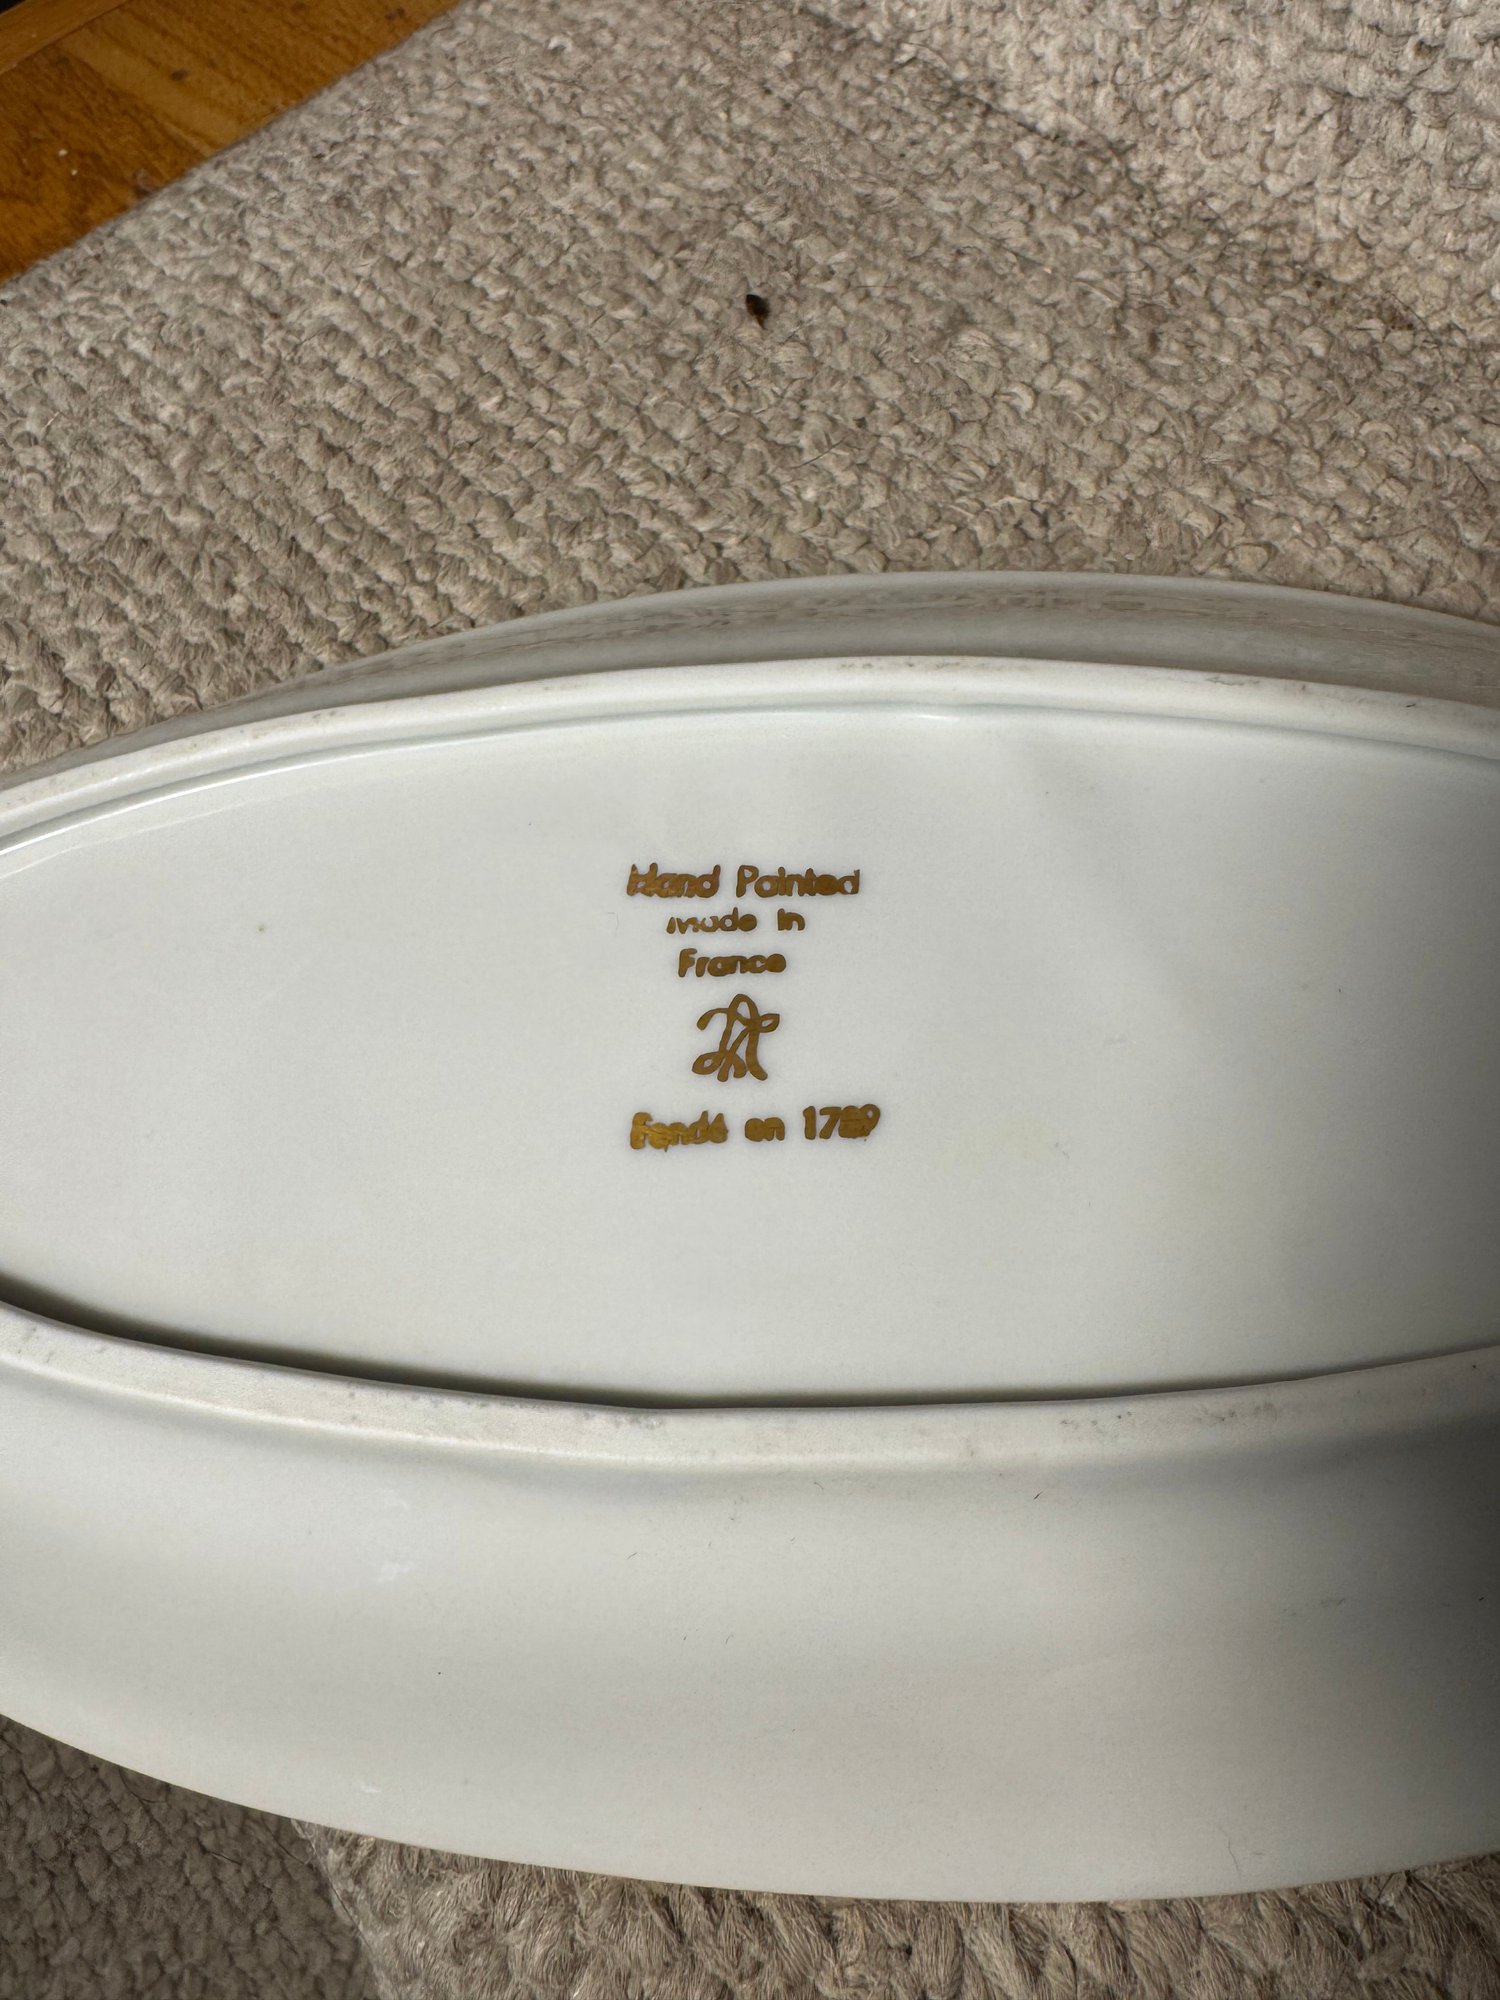 Hand Painted
made in
France
Fondé en 1789